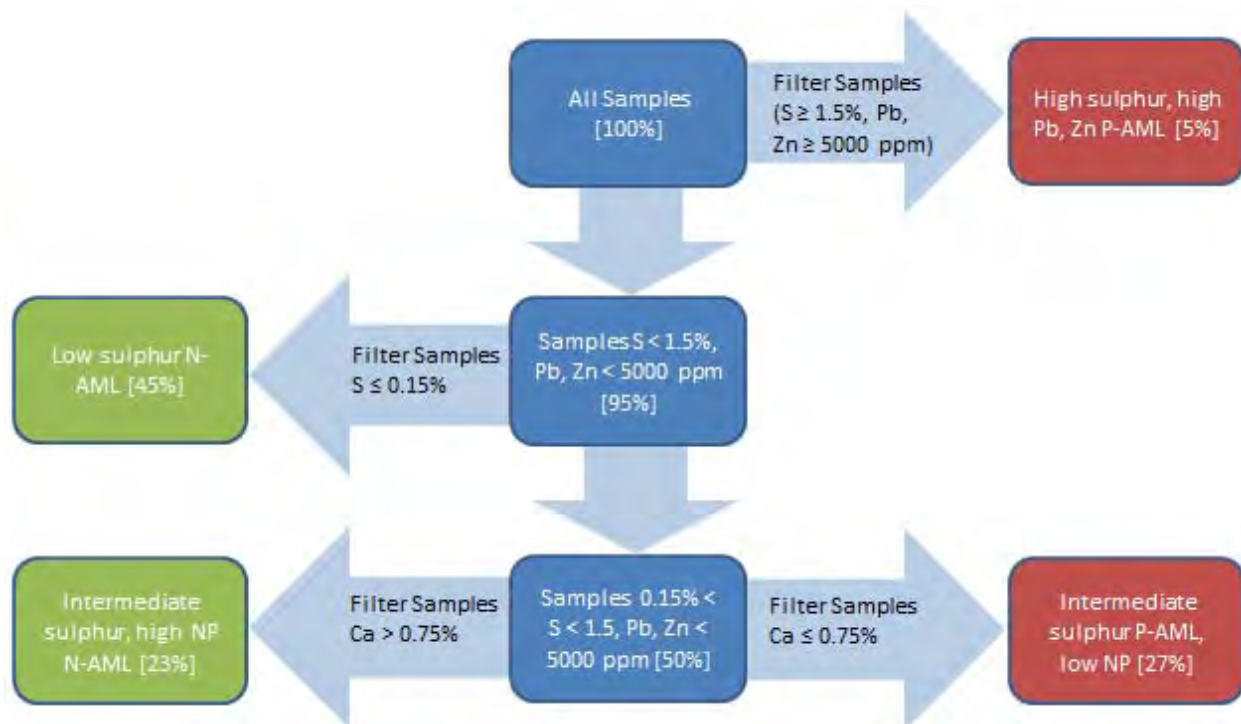 All Samples
[100%]
Filter Samples
(S ≥ 1.5%, Pb,
Zn ≥ 5000 ppm)
High sulphur, high
Pb, Zn P-AML [5%]
Low sulphur N-
AML [45%]
Filter Samples
S ≤ 0.15%
Samples S < 1.5%,
Pb, Zn < 5000 ppm
[95%]
Intermediate
sulphur, high NP
N-AML [23%]
Filter Samples
Ca > 0.75%
Samples 0.15% <
S < 1.5, Pb, Zn <
5000 ppm [50%]
Filter Samples
Ca ≤ 0.75%
Intermediate
sulphur P-AML,
low NP [27%]